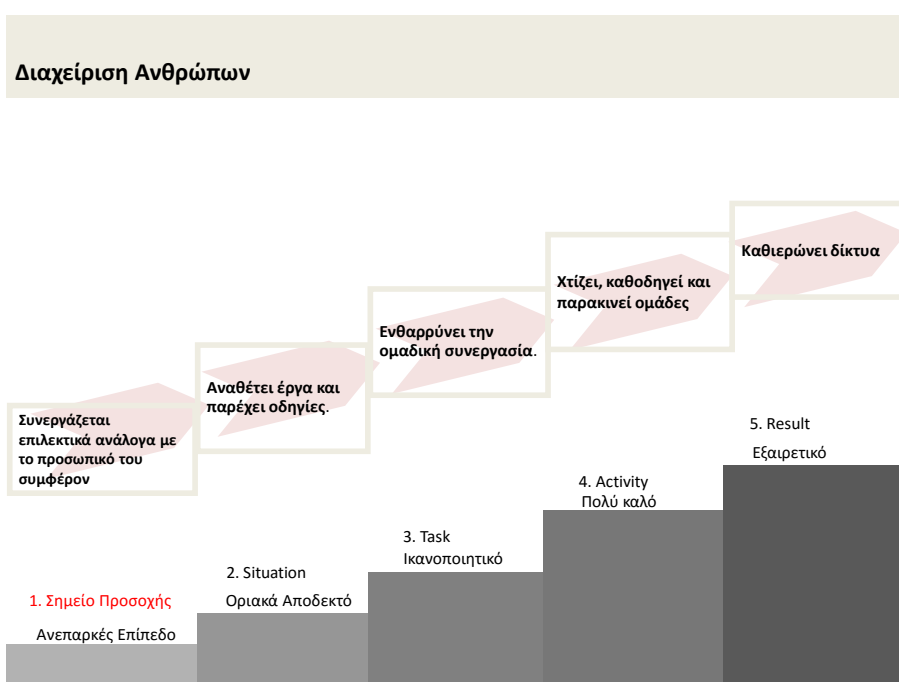 Διαχείριση Ανθρώπων
Καθιερώνει δίκτυα
Χτίζει, καθοδηγεί και
παρακινεί ομάδες
Ενθαρρύνει την
ομαδική συνεργασία.
Αναθέτει έργα και
παρέχει οδηγίες.
Συνεργάζεται
επιλεκτικά ανάλογα με
το προσωπικό του
συμφέρον
5. Result
Εξαιρετικό
4. Activity
Πολύ καλό
3. Task
Ικανοποιητικό
2. Situation
Οριακά Αποδεκτό
1. Σημείο Προσοχής
Ανεπαρκές Επίπεδο